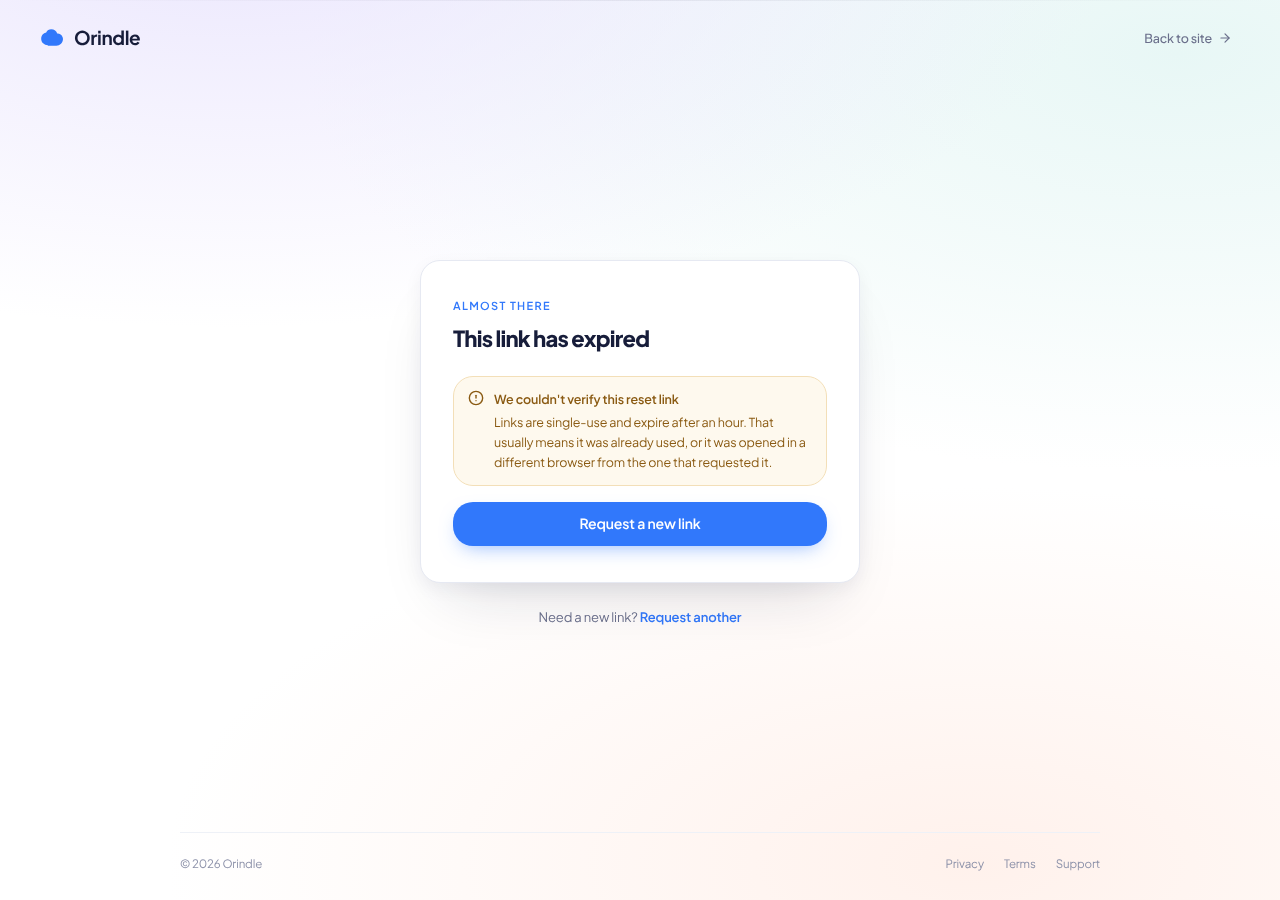 Orindle
Back to site
ALMOST THERE
This link has expired
We couldn't verify this reset link
Links are single-use and expire after an hour. That
usually means it was already used, or it was opened in a
different browser from the one that requested it.
Request a new link
Need a new link? Request another
© 2026 Orindle
Privacy Terms Support